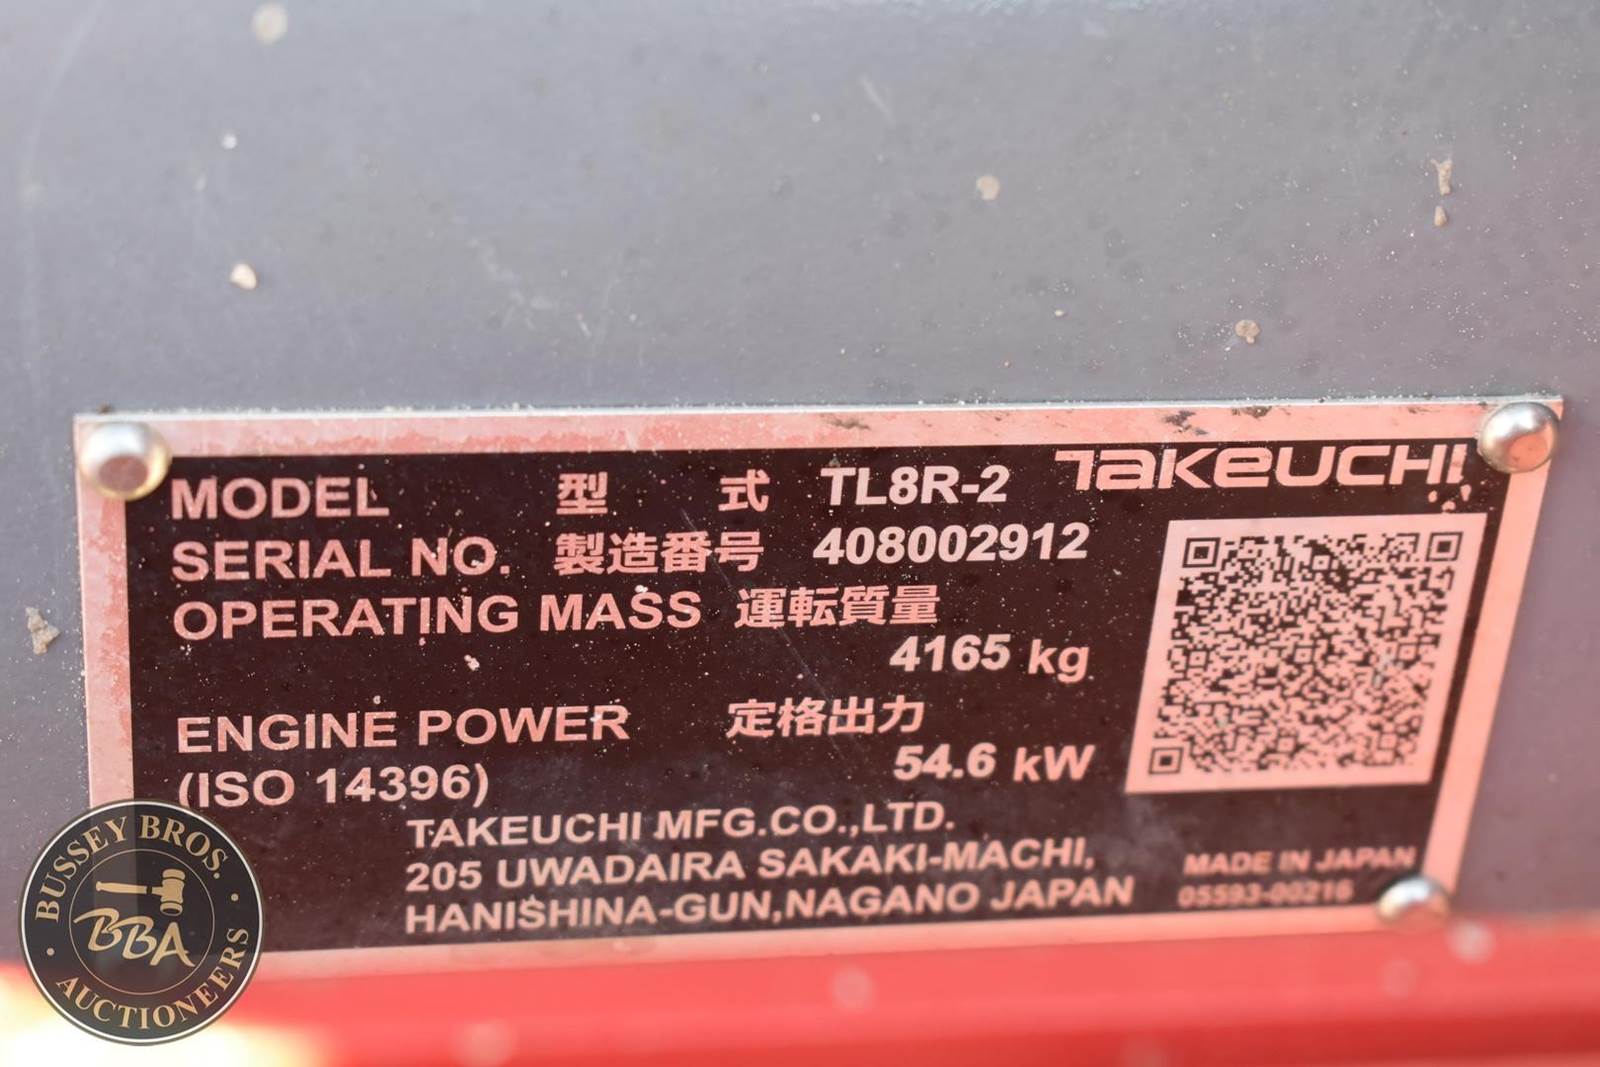 TAKEUCHI
MODEL 型 式 TL8R-2
SERIAL NO. 製造番号 408002912
OPERATING MASS 運転質量
4165 kg
ENGINE POWER 定格出力
(ISO 14396) 54.6 kW
TAKEUCHI MFG.CO.,LTD.
205 UWADAIRA SAKAKI-MACHI,
HANISHINA-GUN,NAGANO JAPAN
MADE IN JAPAN
05593-00216
BUSSEY BROS.
BBA
AUCTIONEERS